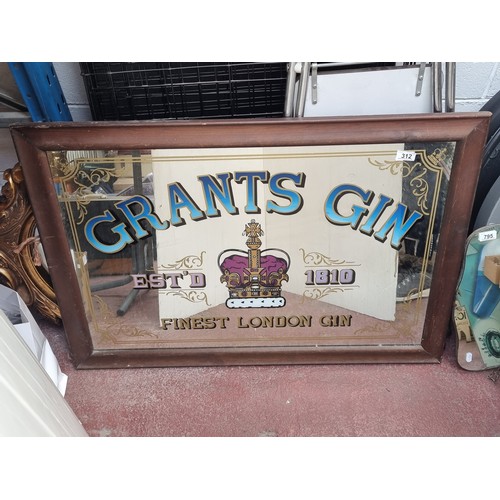 312
GRANTS GIN
EST'D 1810
FINEST LONDON GIN
795